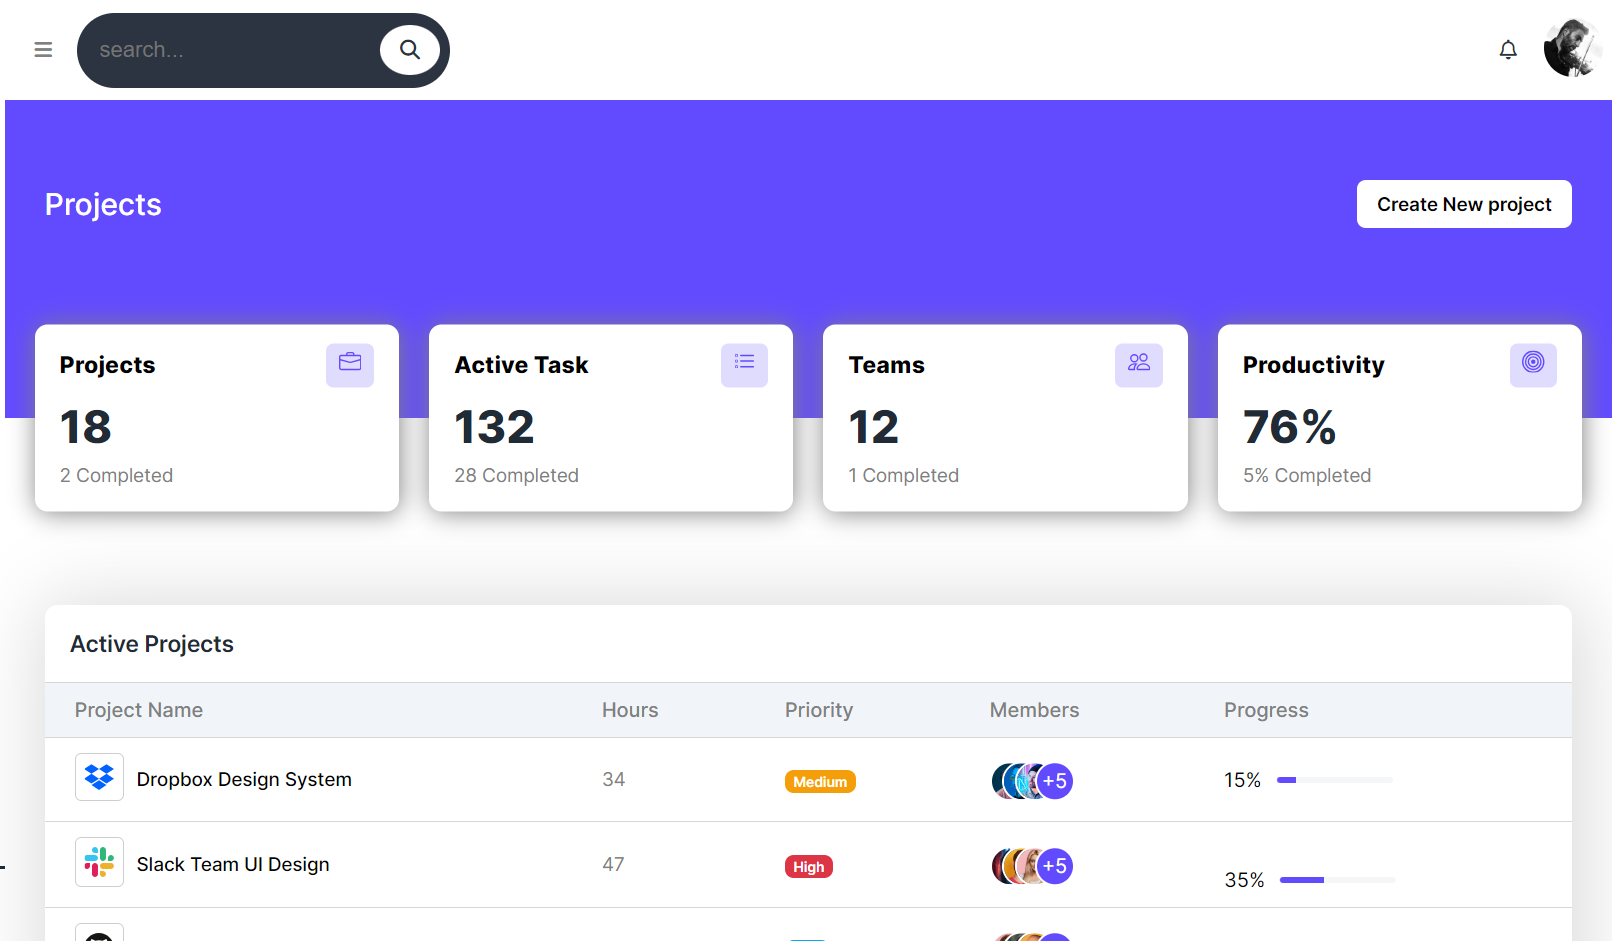 search...
Projects
Create New project
Projects
18
2 Completed
Active Task
132
28 Completed
Teams
12
1 Completed
Productivity
76%
5% Completed
Active Projects
Project Name Hours Priority Members Progress
Dropbox Design System 34 Medium +5 15%
Slack Team UI Design 47 High +5 35%